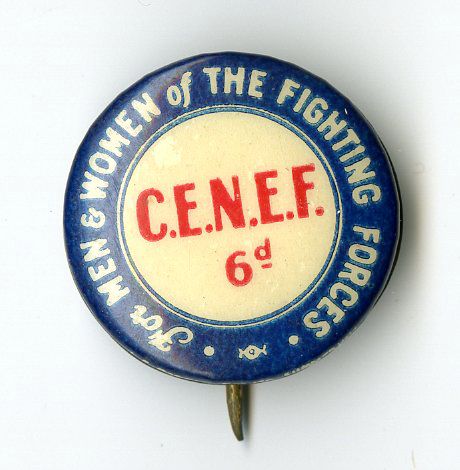 For MEN & WOMEN of THE FIGHTING FORCES
C.E.N.E.F.
6d